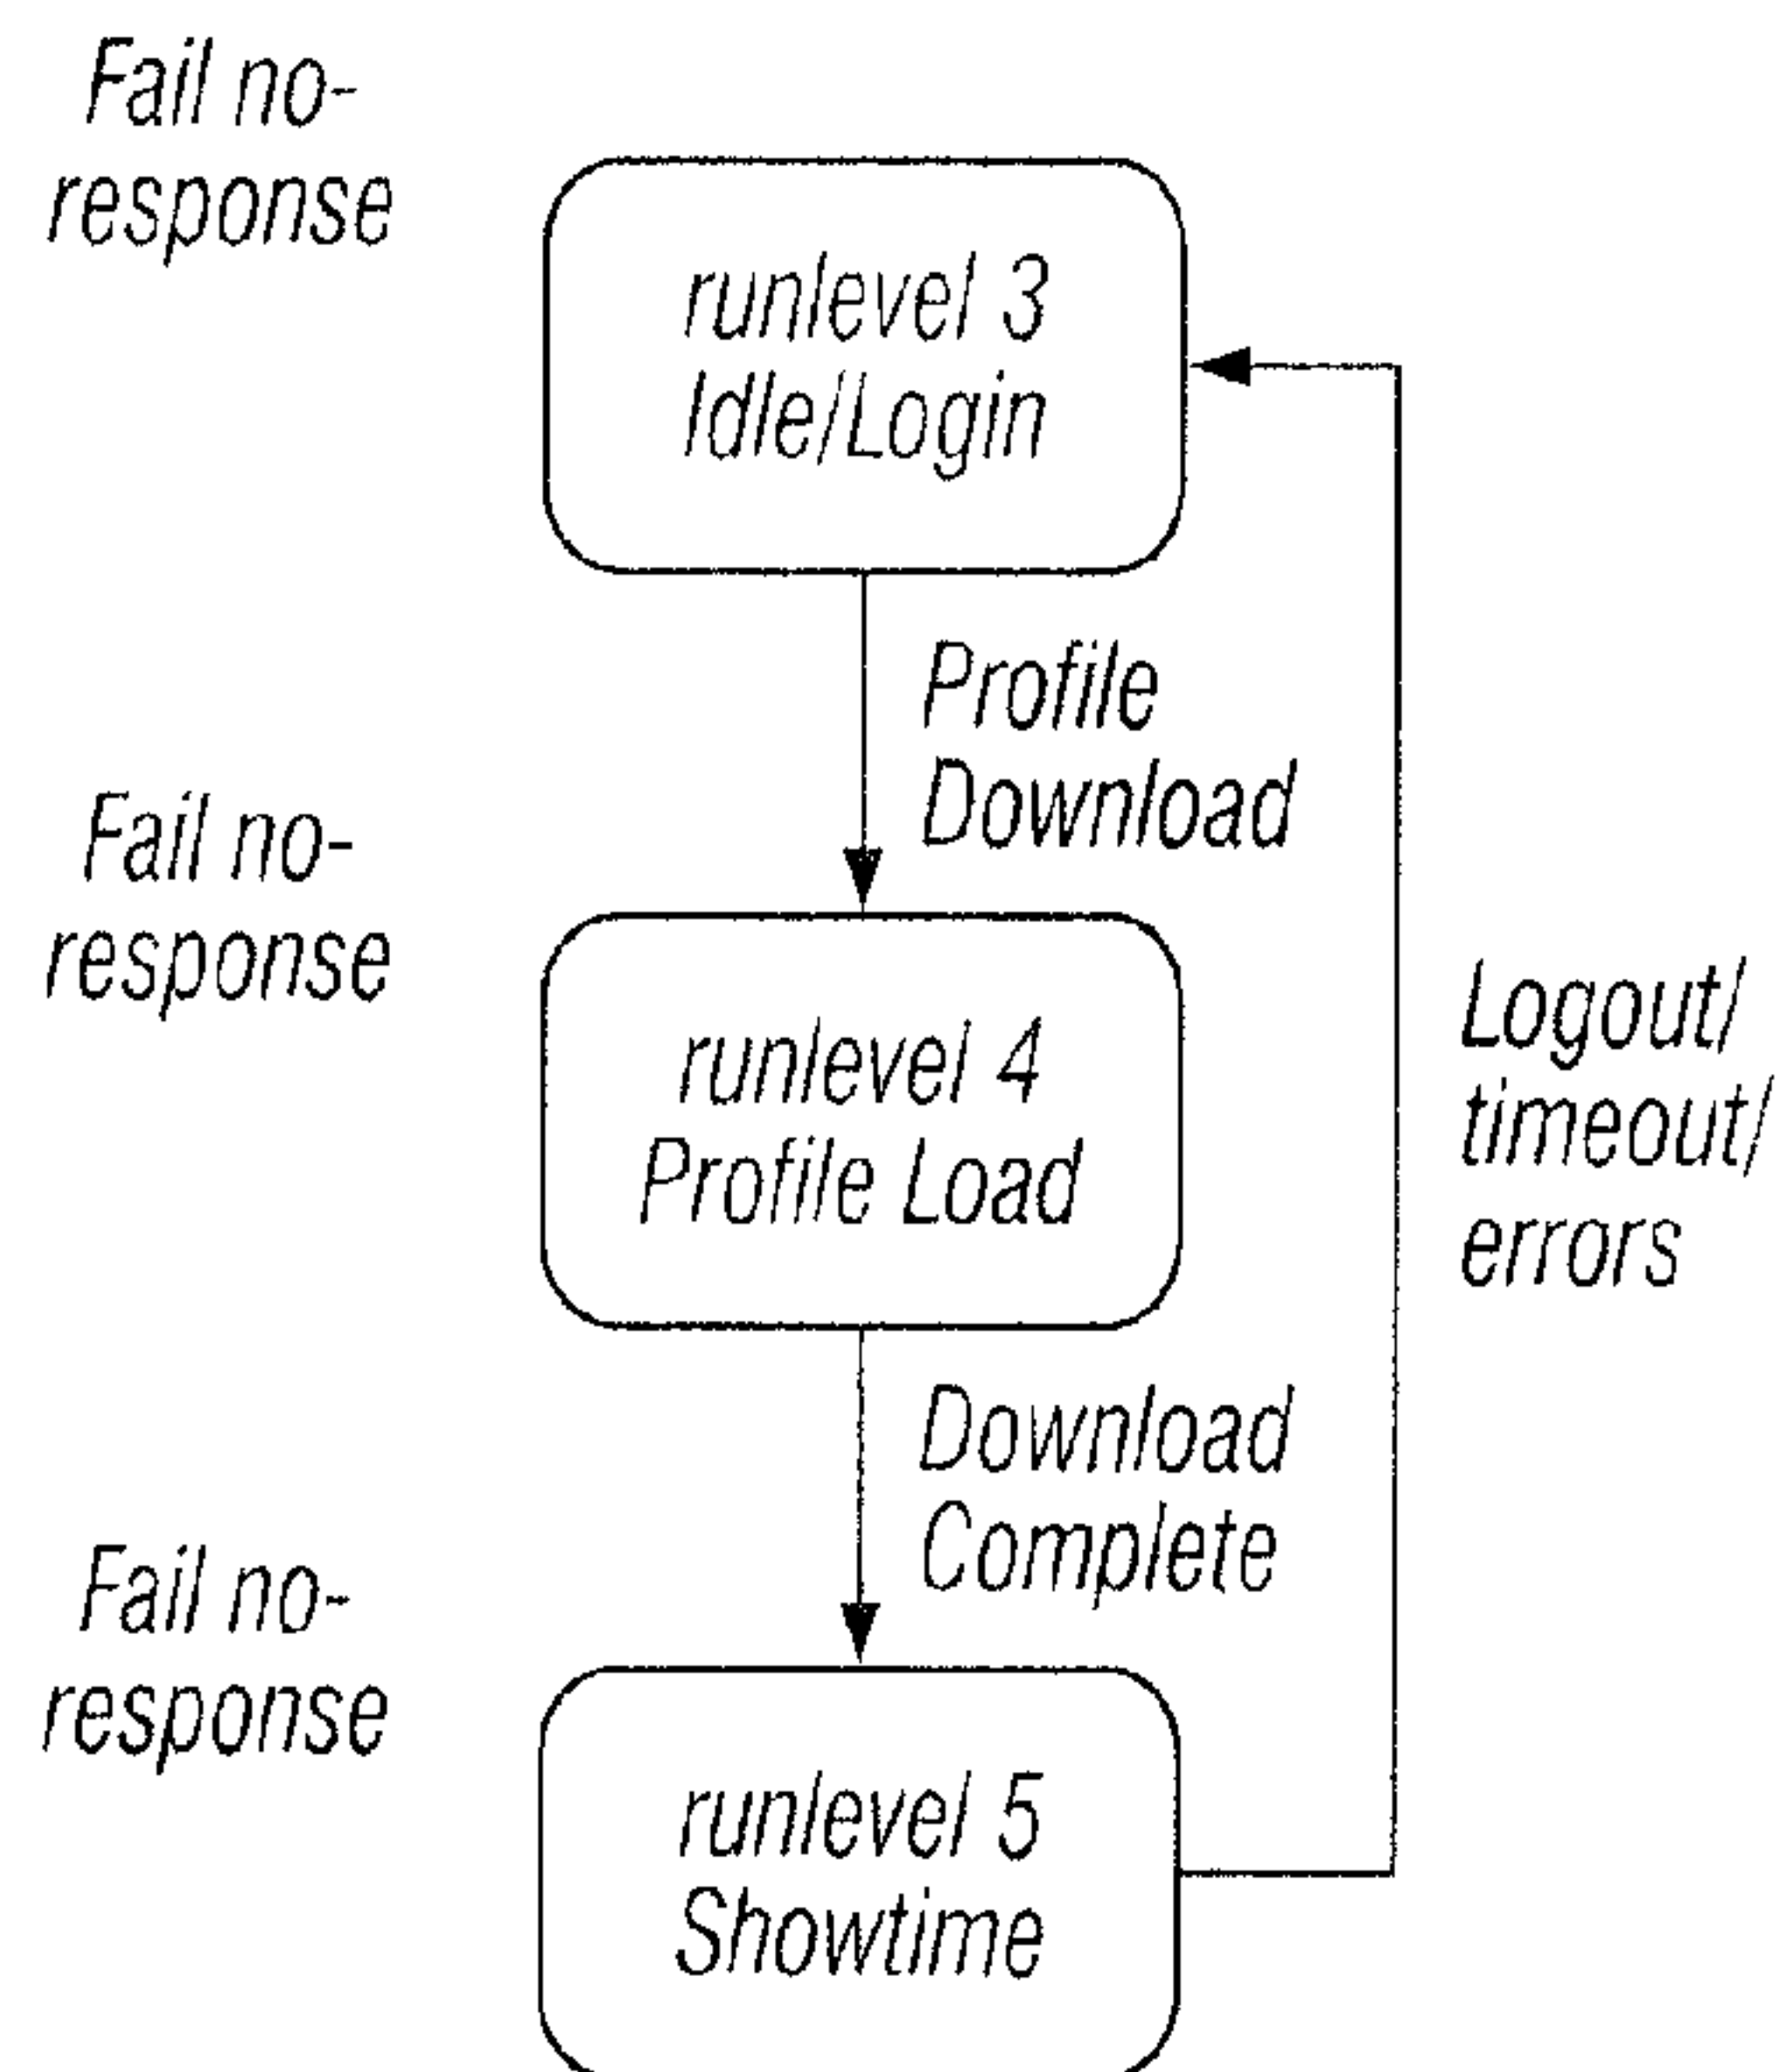 Fail no-
response
runlevel 3
Idle/Login
Profile
Download
Fail no-
response
runlevel 4
Profile Load
Logout/
timeout/
errors
Download
Complete
Fail no-
response
runlevel 5
Showtime